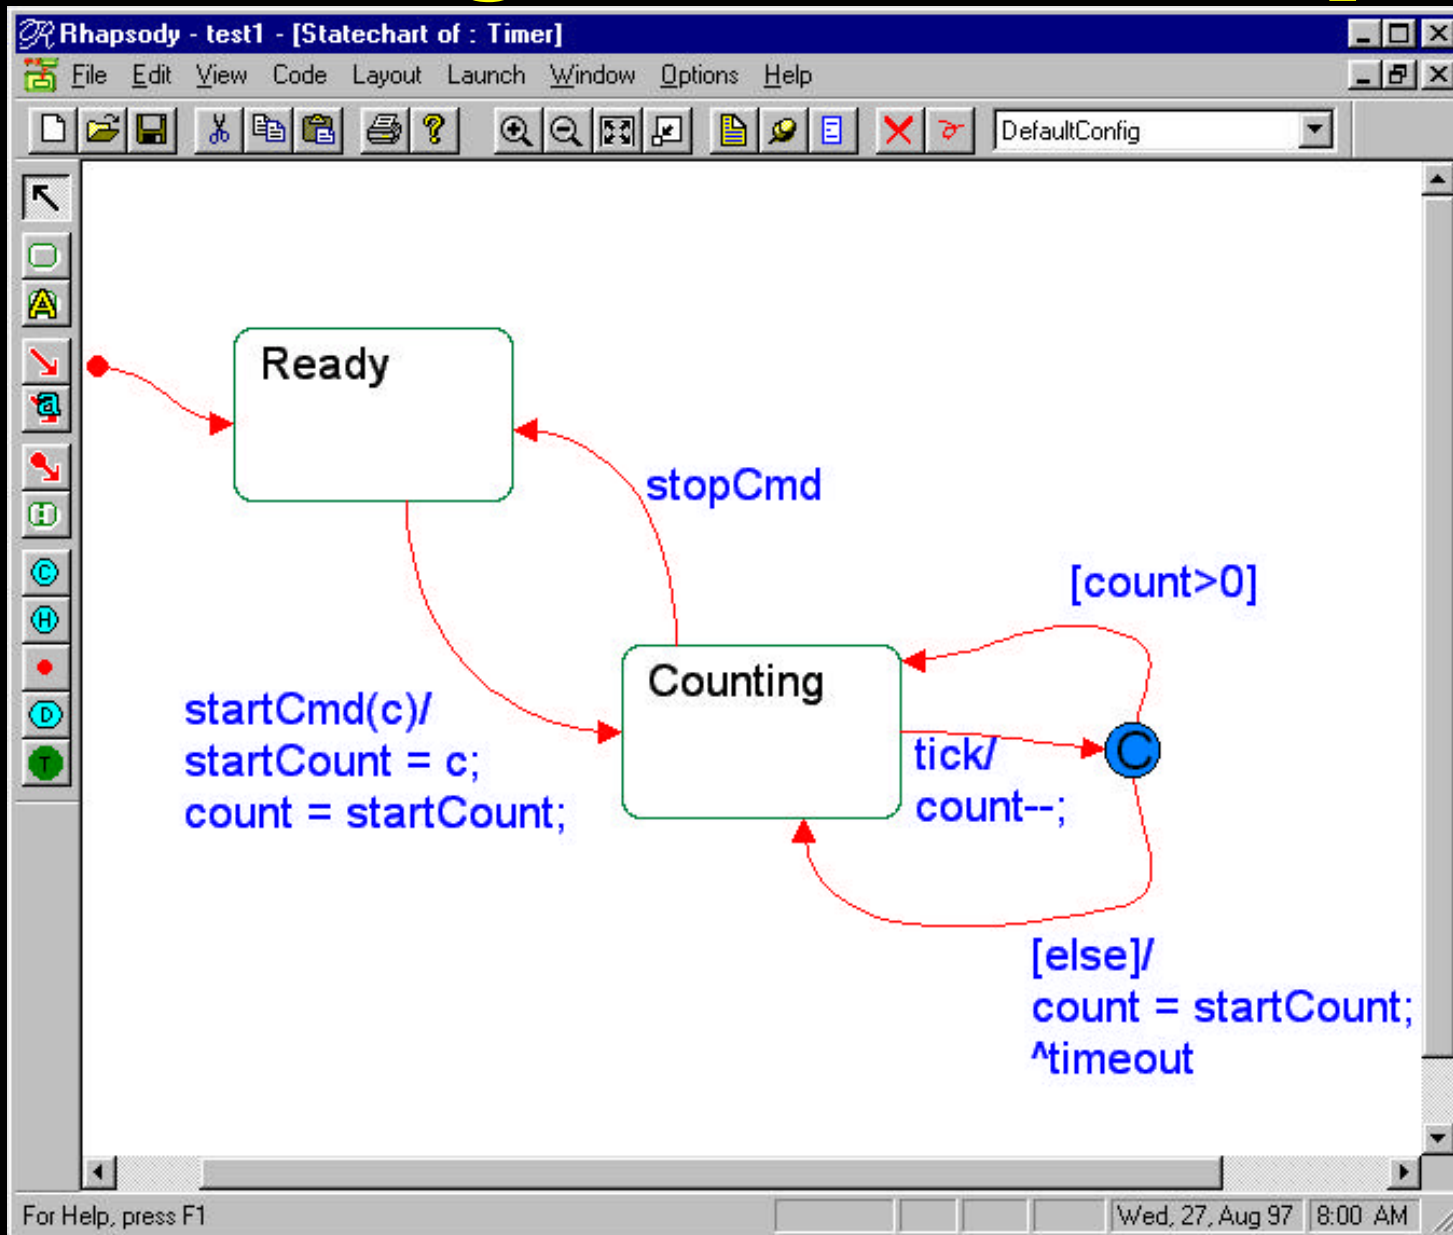 Rhapsody - test1 - [Statechart of : Timer]
File Edit View Code Layout Launch Window Options Help
DefaultConfig
A
a
H
C
H
D
T
Ready
stopCmd
[count>0]
Counting
startCmd(c)/
startCount = c;
count = startCount;
tick/
count--;
C
[else]/
count = startCount;
^timeout
For Help, press F1
Wed, 27, Aug 97
8:00 AM